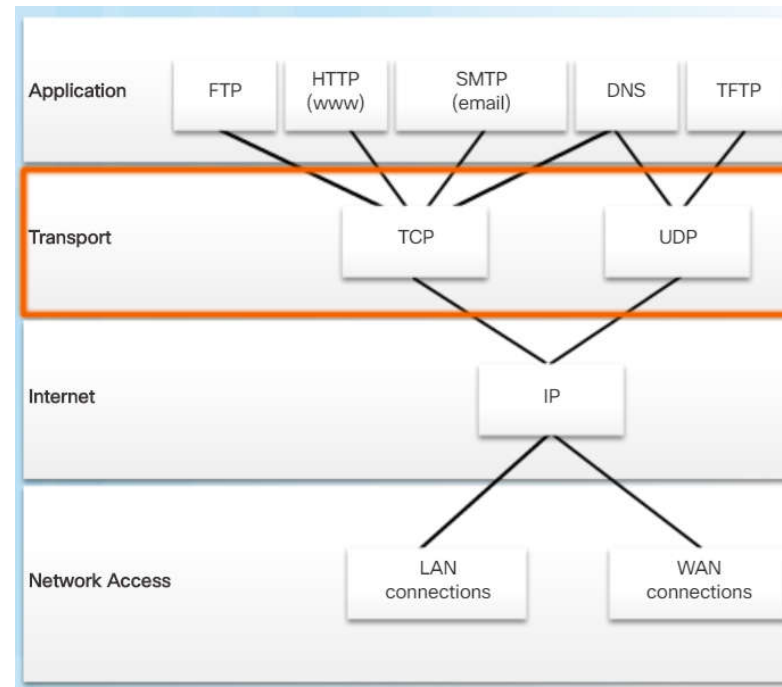 Application
FTP
HTTP
(www)
SMTP
(email)
DNS
TFTP
Transport
TCP
UDP
Internet
IP
Network Access
LAN
connections
WAN
connections